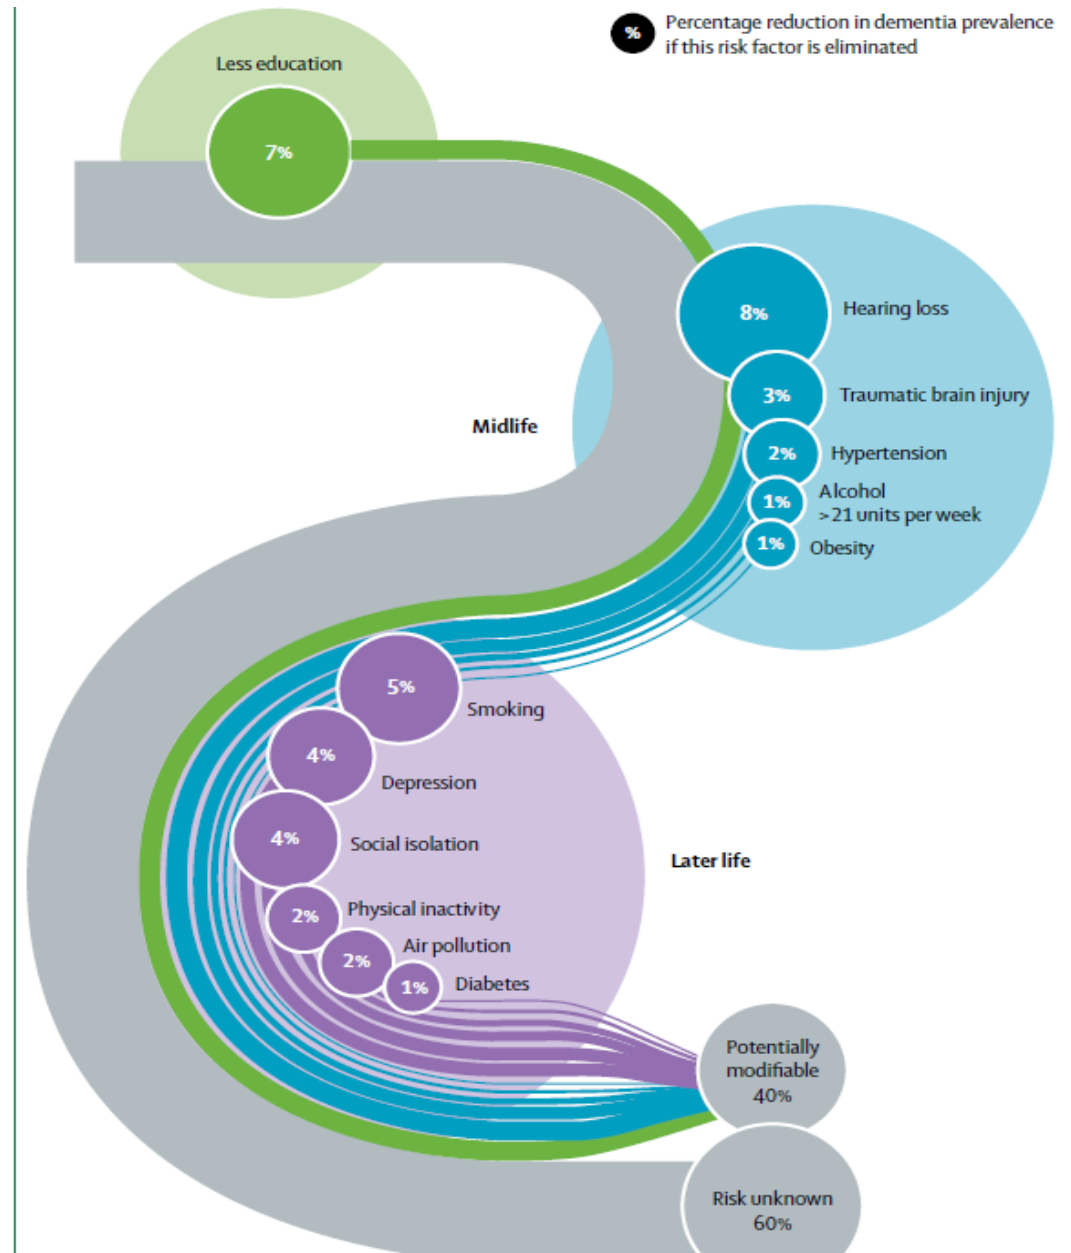 % Percentage reduction in dementia prevalence
if this risk factor is eliminated
Less education
7%
8% Hearing loss
3% Traumatic brain injury
Midlife
2% Hypertension
1% Alcohol
>21 units per week
1% Obesity
5% Smoking
4% Depression
4% Social isolation
Later life
2% Physical inactivity
2% Air pollution
1% Diabetes
Potentially
modifiable
40%
Risk unknown
60%